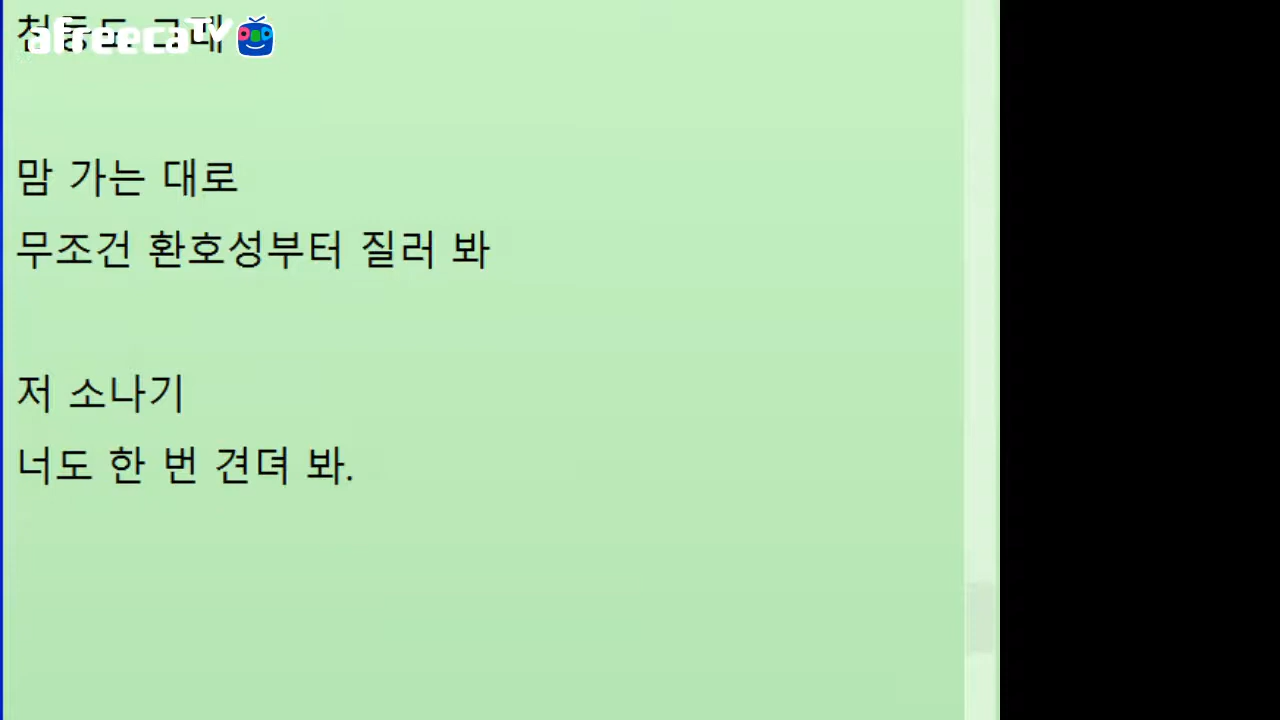 afreecaTV
맘 가는 대로
무조건 환호성부터 질러 봐
저 소나기
너도 한 번 견뎌 봐.